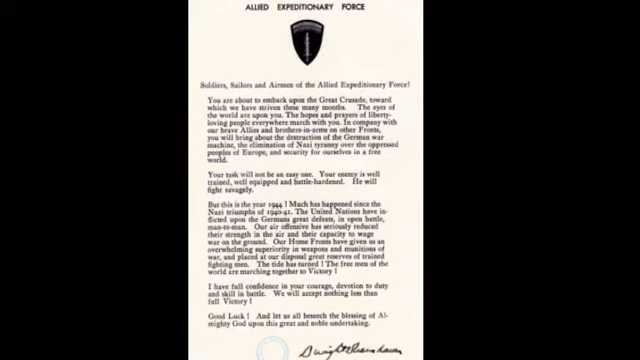 ALLIED EXPEDITIONARY FORCE
Soldiers, Sailors and Airmen of the Allied Expeditionary Force!
You are about to embark upon the Great Crusade, toward
which we have striven these many months. The eyes of
the world are upon you. The hopes and prayers of liberty-
loving people everywhere march with you. In company with
our brave Allies and brothers-in-arms on other Fronts,
you will bring about the destruction of the German war
machine, the elimination of Nazi tyranny over the oppressed
peoples of Europe, and security for ourselves in a free
world.
Your task will not be an easy one. Your enemy is well
trained, well equipped and battle-hardened. He will
fight savagely.
But this is the year 1944 ! Much has happened since the
Nazi triumphs of 1940-41. The United Nations have in-
flicted upon the Germans great defeats, in open battle,
man-to-man. Our air offensive has seriously reduced
their strength in the air and their capacity to wage
war on the ground. Our Home Fronts have given us an
overwhelming superiority in weapons and munitions of
war, and placed at our disposal great reserves of trained
fighting men. The tide has turned ! The free men of the
world are marching together to Victory !
I have full confidence in your courage, devotion to duty
and skill in battle. We will accept nothing less than
full Victory !
Good Luck ! And let us all beseech the blessing of Al-
mighty God upon this great and noble undertaking.
Dwight D Eisenhower